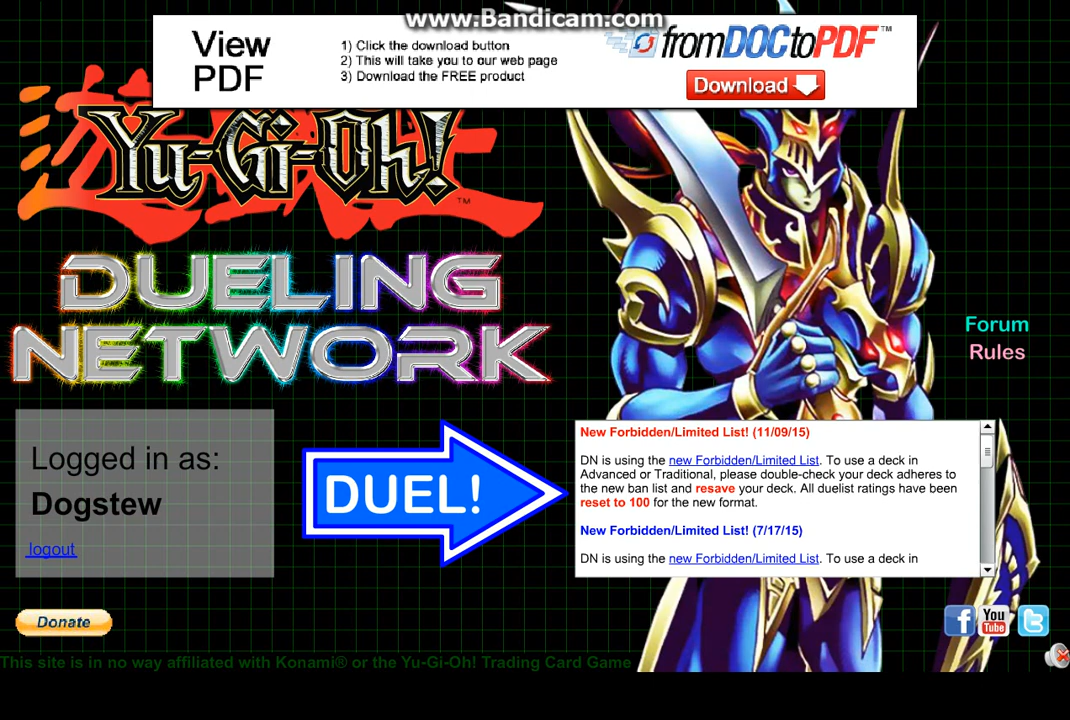 www.Bandicam.com
View
PDF
1) Click the download button
2) This will take you to our web page
3) Download the FREE product
fromDOCtoPDF™
Download
Yu-Gi-Oh!™
DUELING
NETWORK
Forum
Rules
Logged in as:
Dogstew
logout
DUEL!
New Forbidden/Limited List! (11/09/15)
DN is using the new Forbidden/Limited List. To use a deck in
Advanced or Traditional, please double-check your deck adheres to
the new ban list and resave your deck. All duelist ratings have been
reset to 100 for the new format.
New Forbidden/Limited List! (7/17/15)
DN is using the new Forbidden/Limited List. To use a deck in
Donate
f
You
Tube
t
This site is in no way affiliated with Konami® or the Yu-Gi-Oh! Trading Card Game